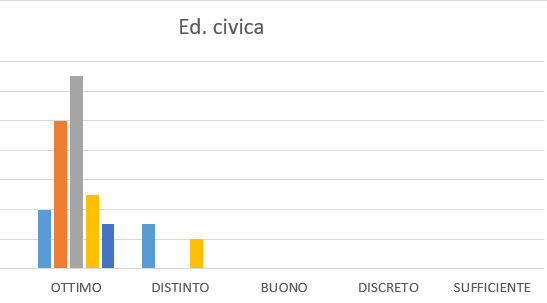 Ed. civica
OTTIMO DISTINTO BUONO DISCRETO SUFFICIENTE